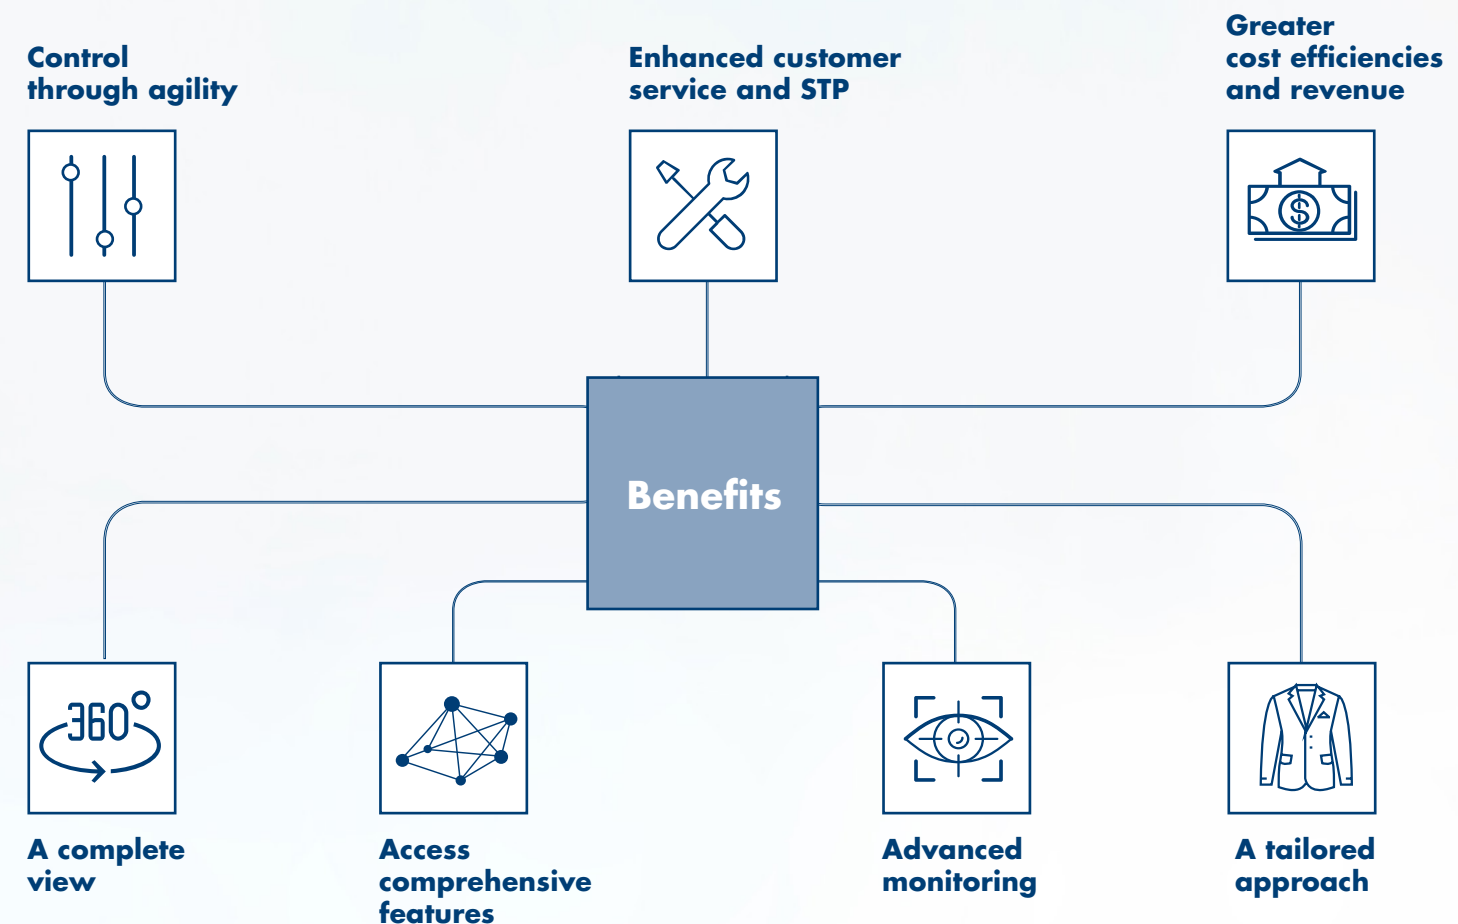 Control
through agility
Enhanced customer
service and STP
Greater
cost efficiencies
and revenue
$
Benefits
360°
A complete
view
Access
comprehensive
features
Advanced
monitoring
A tailored
approach